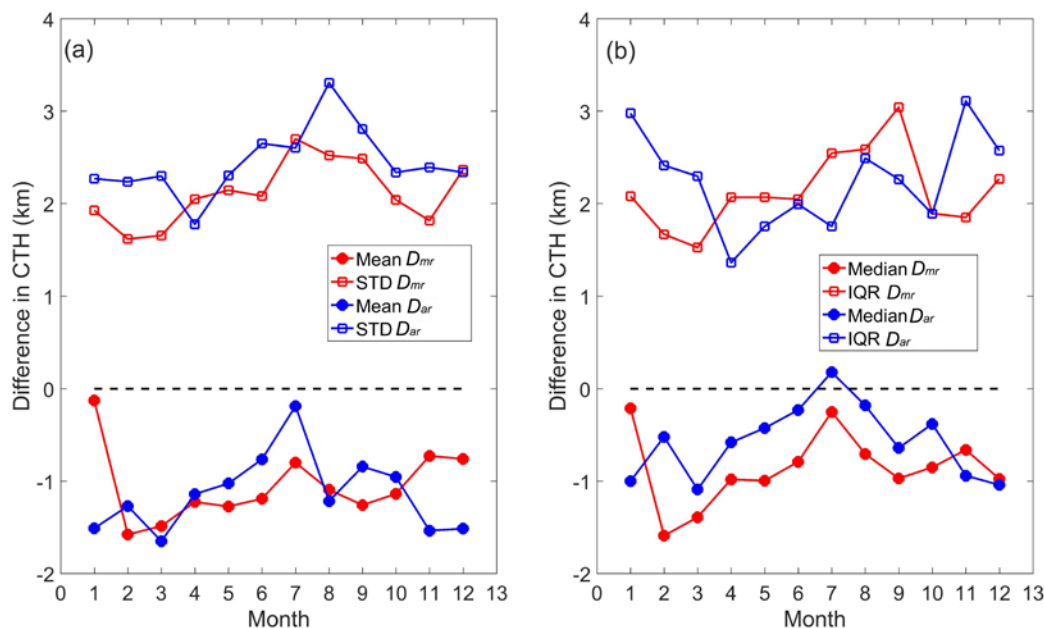 (a)
4
3
2
1
0
-1
-2
Difference in CTH (km)
0 1 2 3 4 5 6 7 8 9 10 11 12 13
Month
Mean Dmr
STD Dmr
Mean Dar
STD Dar
(b)
4
3
2
1
0
-1
-2
Difference in CTH (km)
0 1 2 3 4 5 6 7 8 9 10 11 12 13
Month
Median Dmr
IQR Dmr
Median Dar
IQR Dar